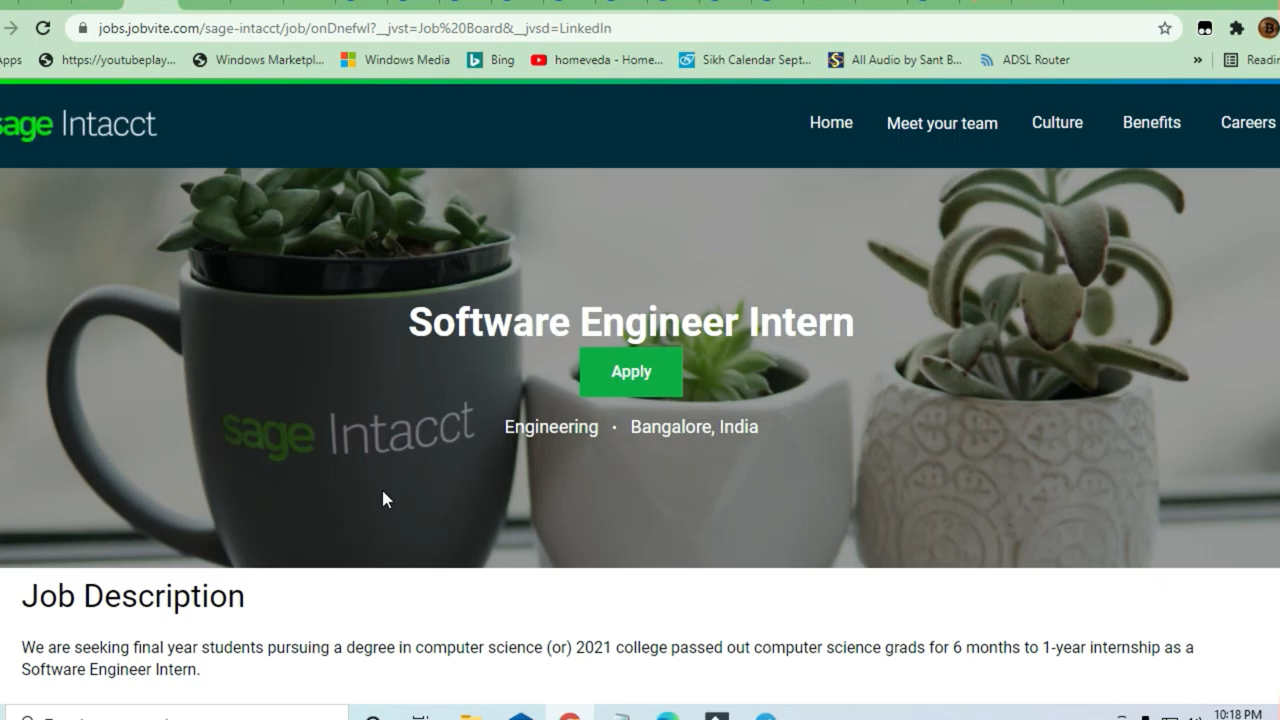 jobs.jobvite.com/sage-intacct/job/onDnefwl?__jvst=Job%20Board&__jvsd=LinkedIn
https://youtubeplay... Windows Marketpl... Windows Media Bing homeveda - Home... Sikh Calendar Sept... All Audio by Sant B... ADSL Router »
sage Intacct Home Meet your team Culture Benefits Careers
Software Engineer Intern
Apply
Engineering · Bangalore, India
sage Intacct
Job Description
We are seeking final year students pursuing a degree in computer science (or) 2021 college passed out computer science grads for 6 months to 1-year internship as a
Software Engineer Intern.
10:18 PM